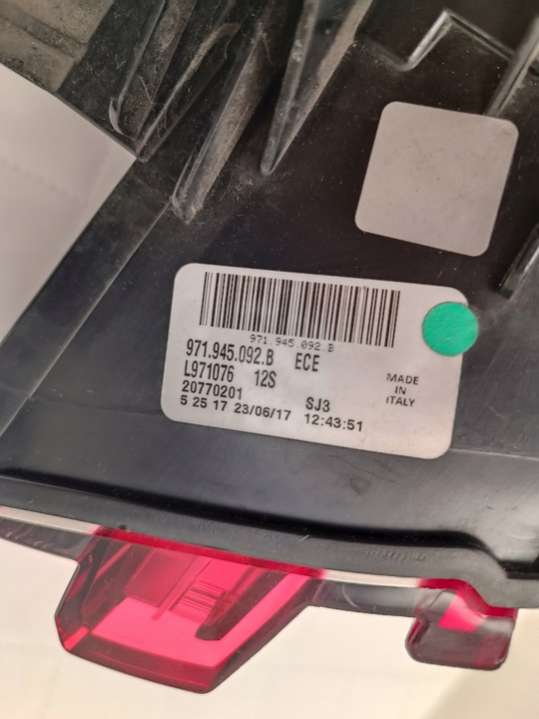 971.945.092.B
971.945.092.B ECE
L971076 12S
20770201 SJ3
5 25 17 23/06/17 12:43:51
MADE
IN
ITALY